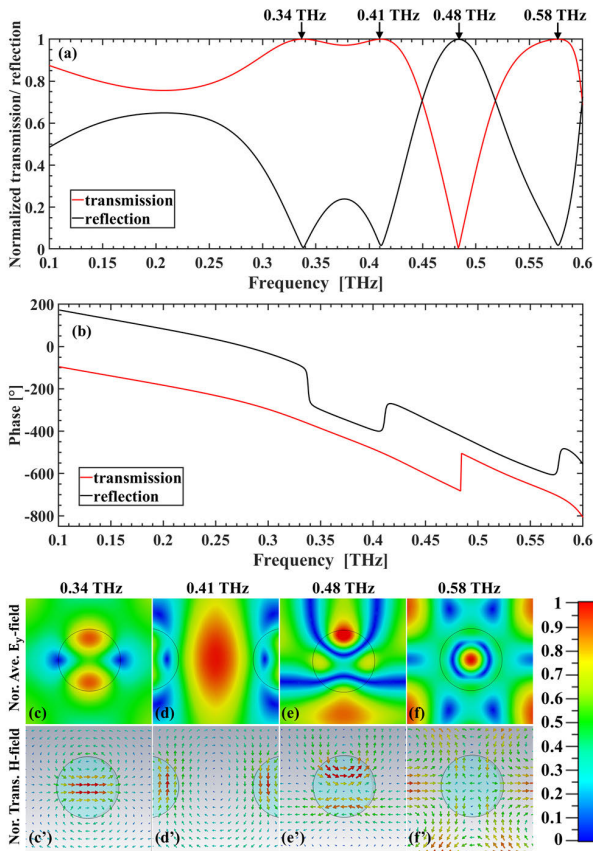 0.34 THz 0.41 THz 0.48 THz 0.58 THz
(a)
Normalized transmission/ reflection
1
0.8
0.6
0.4
0.2
0
transmission
reflection
0.1 0.15 0.2 0.25 0.3 0.35 0.4 0.45 0.5 0.55 0.6
Frequency [THz]
(b)
Phase [°]
200
0
-200
-400
-600
-800
transmission
reflection
0.1 0.15 0.2 0.25 0.3 0.35 0.4 0.45 0.5 0.55 0.6
Frequency [THz]
0.34 THz 0.41 THz 0.48 THz 0.58 THz
Nor. Ave. Ey-field
(c) (d) (e) (f)
Nor. Trans. H-field
(c') (d') (e') (f')
1
0.9
0.8
0.7
0.6
0.5
0.4
0.3
0.2
0.1
0